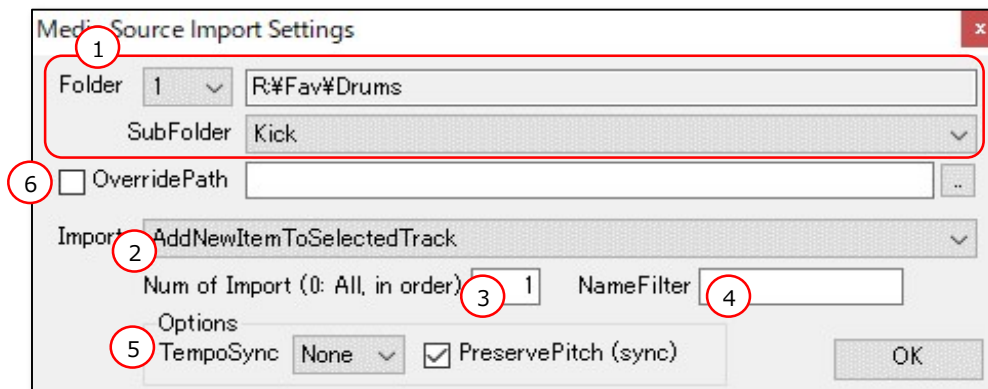 Media Source Import Settings
x
1
Folder 1 R:¥Fav¥Drums
SubFolder Kick
6 OverridePath ..
Import 2 AddNewItemToSelectedTrack
Num of Import (0: All, in order) 3 1 NameFilter 4
Options
5 TempoSync None PreservePitch (sync) OK